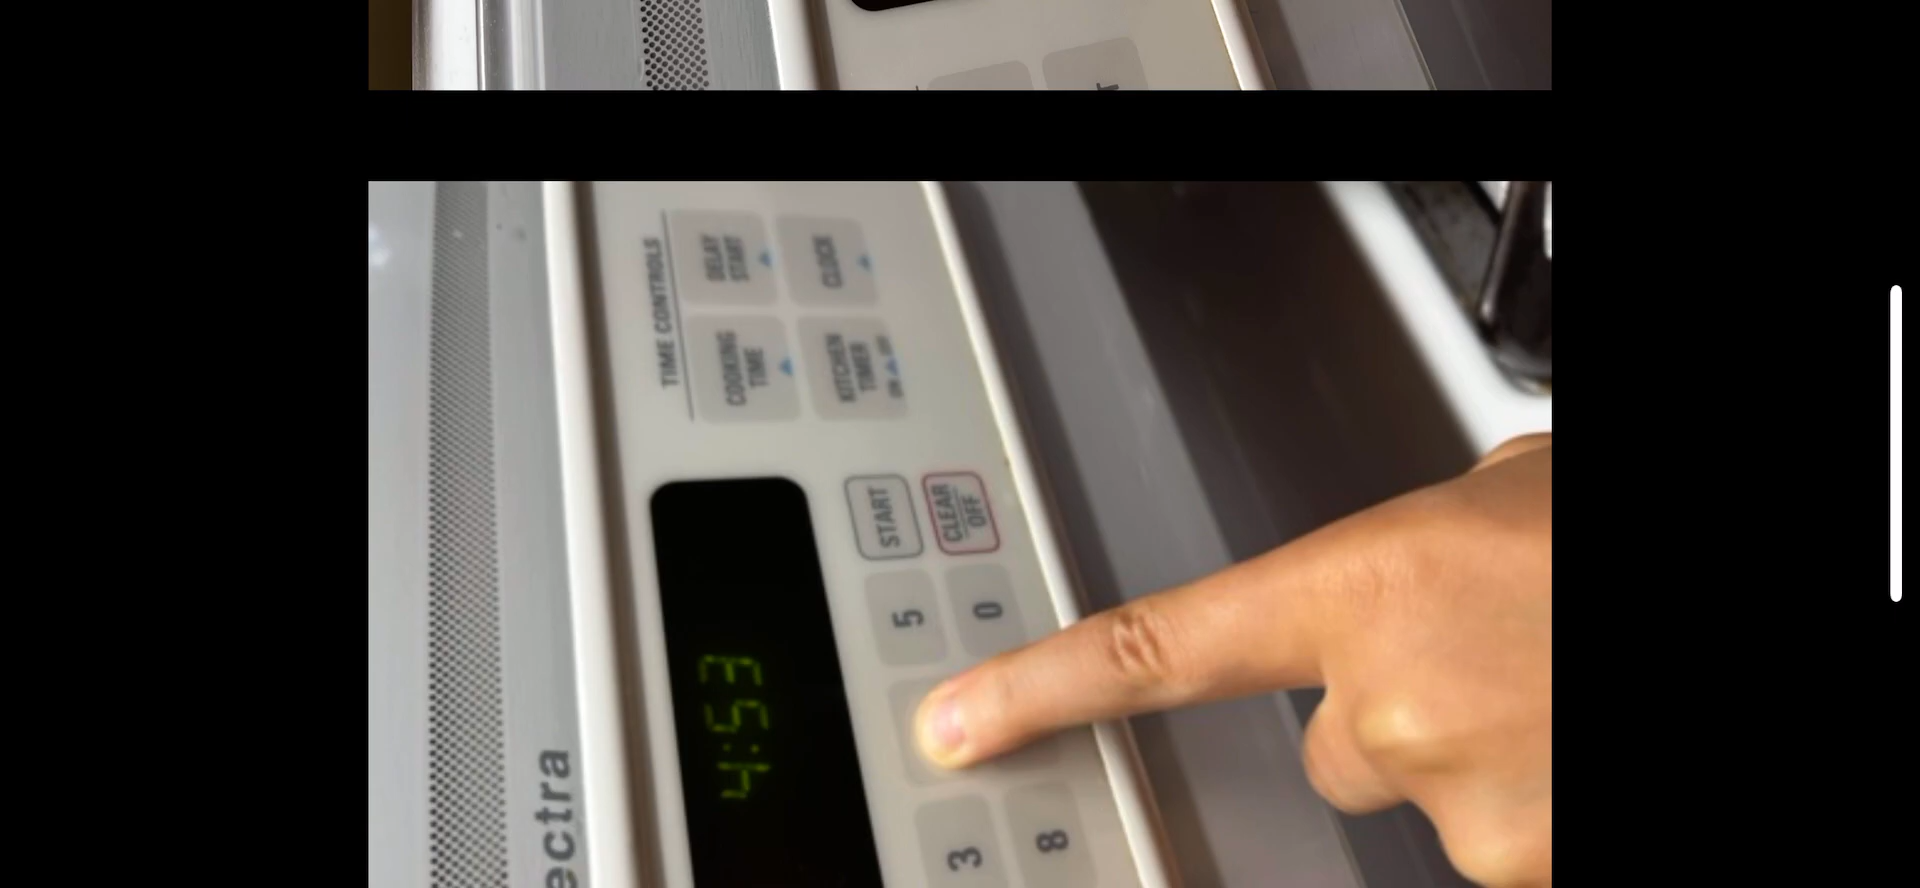 TIME CONTROLS
COOKING
TIME
DELAY
START
KITCHEN
TIMER
CLOCK
START
CLEAR
OFF
4:53
3
5
8
0
ectra